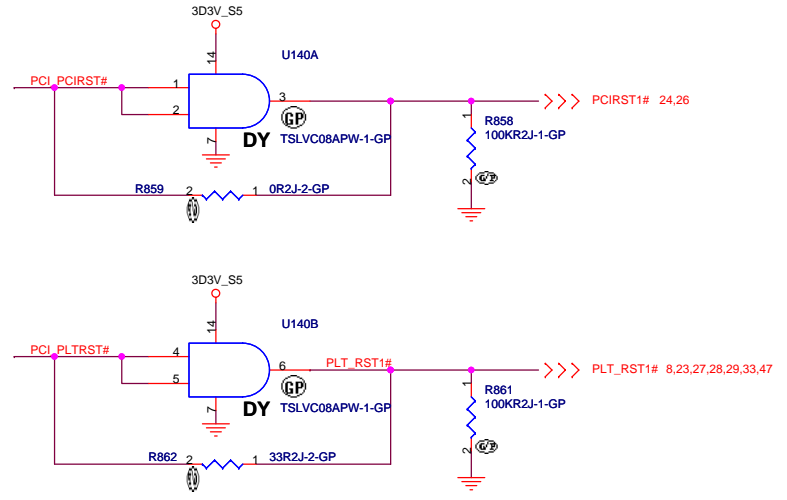 3D3V_S5
14
U140A
PCI_PCIRST#
1
2
3
GP
7
DY
TSLVC08APW-1-GP
PCIRST1# 24,26
1
R858
100KR2J-1-GP
2
G/P
R859
2
1
0R2J-2-GP
3D3V_S5
14
U140B
PCI_PLTRST#
4
5
6
PLT_RST1#
GP
7
DY
TSLVC08APW-1-GP
PLT_RST1# 8,23,27,28,29,33,47
1
R861
100KR2J-1-GP
2
G/P
R862
2
1
33R2J-2-GP